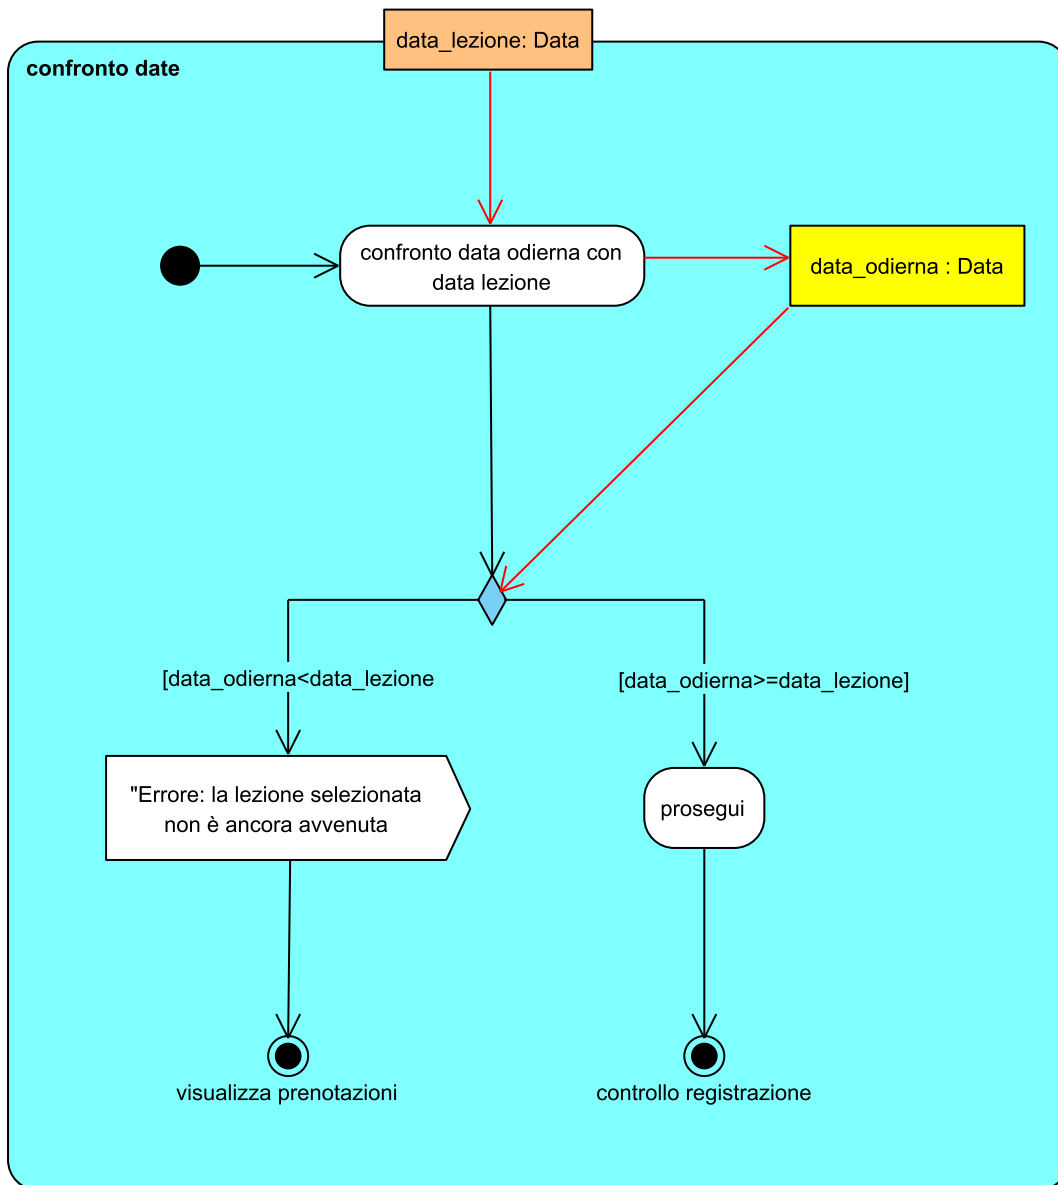 data_lezione: Data
confronto date
confronto data odierna con
data lezione
data_odierna : Data
[data_odierna<data_lezione
[data_odierna>=data_lezione]
"Errore: la lezione selezionata
non è ancora avvenuta
prosegui
visualizza prenotazioni
controllo registrazione